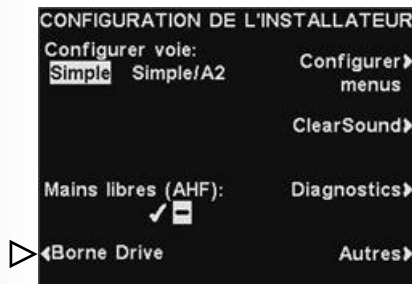 CONFIGURATION DE L'INSTALLATEUR
Configurer voie:
Simple Simple/A2
Configurer
menus
ClearSound
Mains libres (AHF):
Diagnostics
Borne Drive
Autres